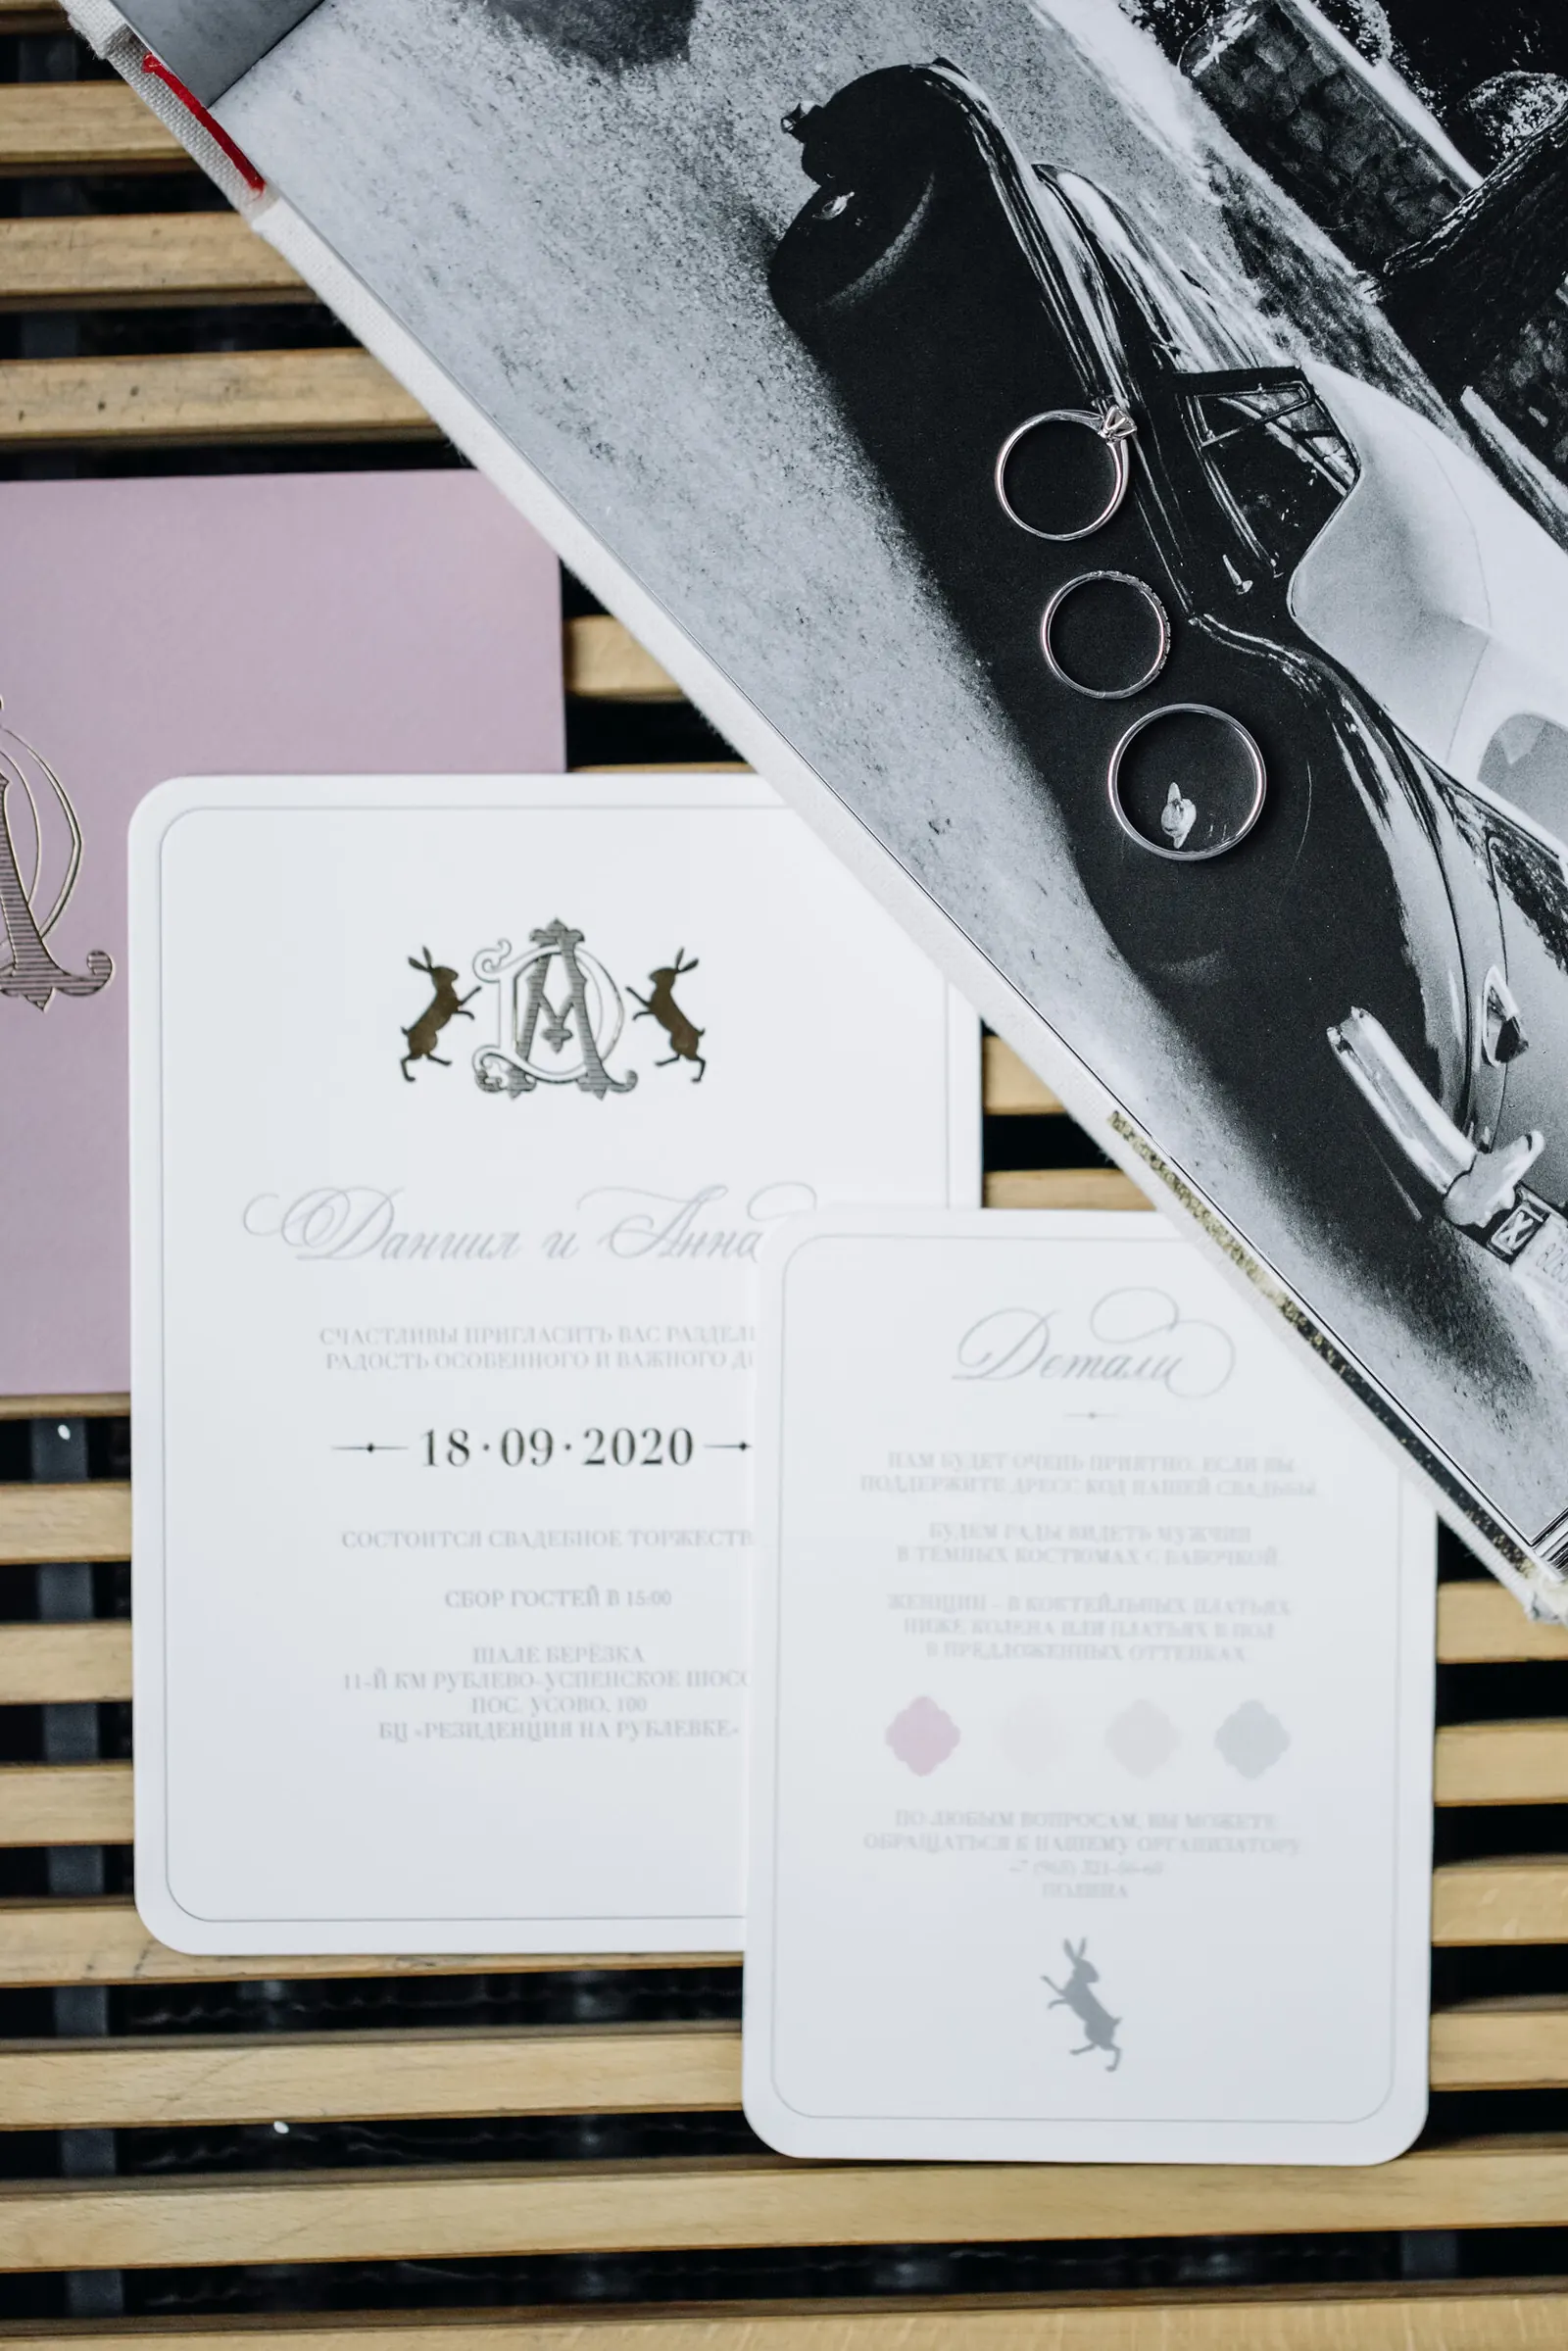 Даниил и Анна
СЧАСТЛИВЫ ПРИГЛАСИТЬ ВАС РАЗДЕЛ
РАДОСТЬ ОСОБЕННОГО И ВАЖНОГО Д
18·09·2020
СОСТОИТСЯ СВАДЕБНОЕ ТОРЖЕСТВ
СБОР ГОСТЕЙ В 15:00
ШАЛЕ БЕРЁЗКА
11-Й КМ РУБЛЕВО-УСПЕНСКОЕ ШОСС
ПОС. УСОВО, 100
БЦ «РЕЗИДЕНЦИЯ НА РУБЛЕВКЕ»
Детали
НАМ БУДЕТ ОЧЕНЬ ПРИЯТНО, ЕСЛИ ВЫ
ПОДДЕРЖИТЕ ДРЕСС КОД НАШЕЙ СВАДЬБЫ
БУДЕМ РАДЫ ВИДЕТЬ МУЖЧИН
В ТЕМНЫХ КОСТЮМАХ С БАБОЧКОЙ
ЖЕНЩИН – В КОКТЕЙЛЬНЫХ ПЛАТЬЯХ
НИЖЕ КОЛЕНА ИЛИ ПЛАТЬЯХ В ПОЛ
В ПРЕДЛОЖЕННЫХ ОТТЕНКАХ
ПО ЛЮБЫМ ВОПРОСАМ, ВЫ МОЖЕТЕ
ОБРАЩАТЬСЯ К НАШЕМУ ОРГАНИЗАТОРУ
ПОЛИНА